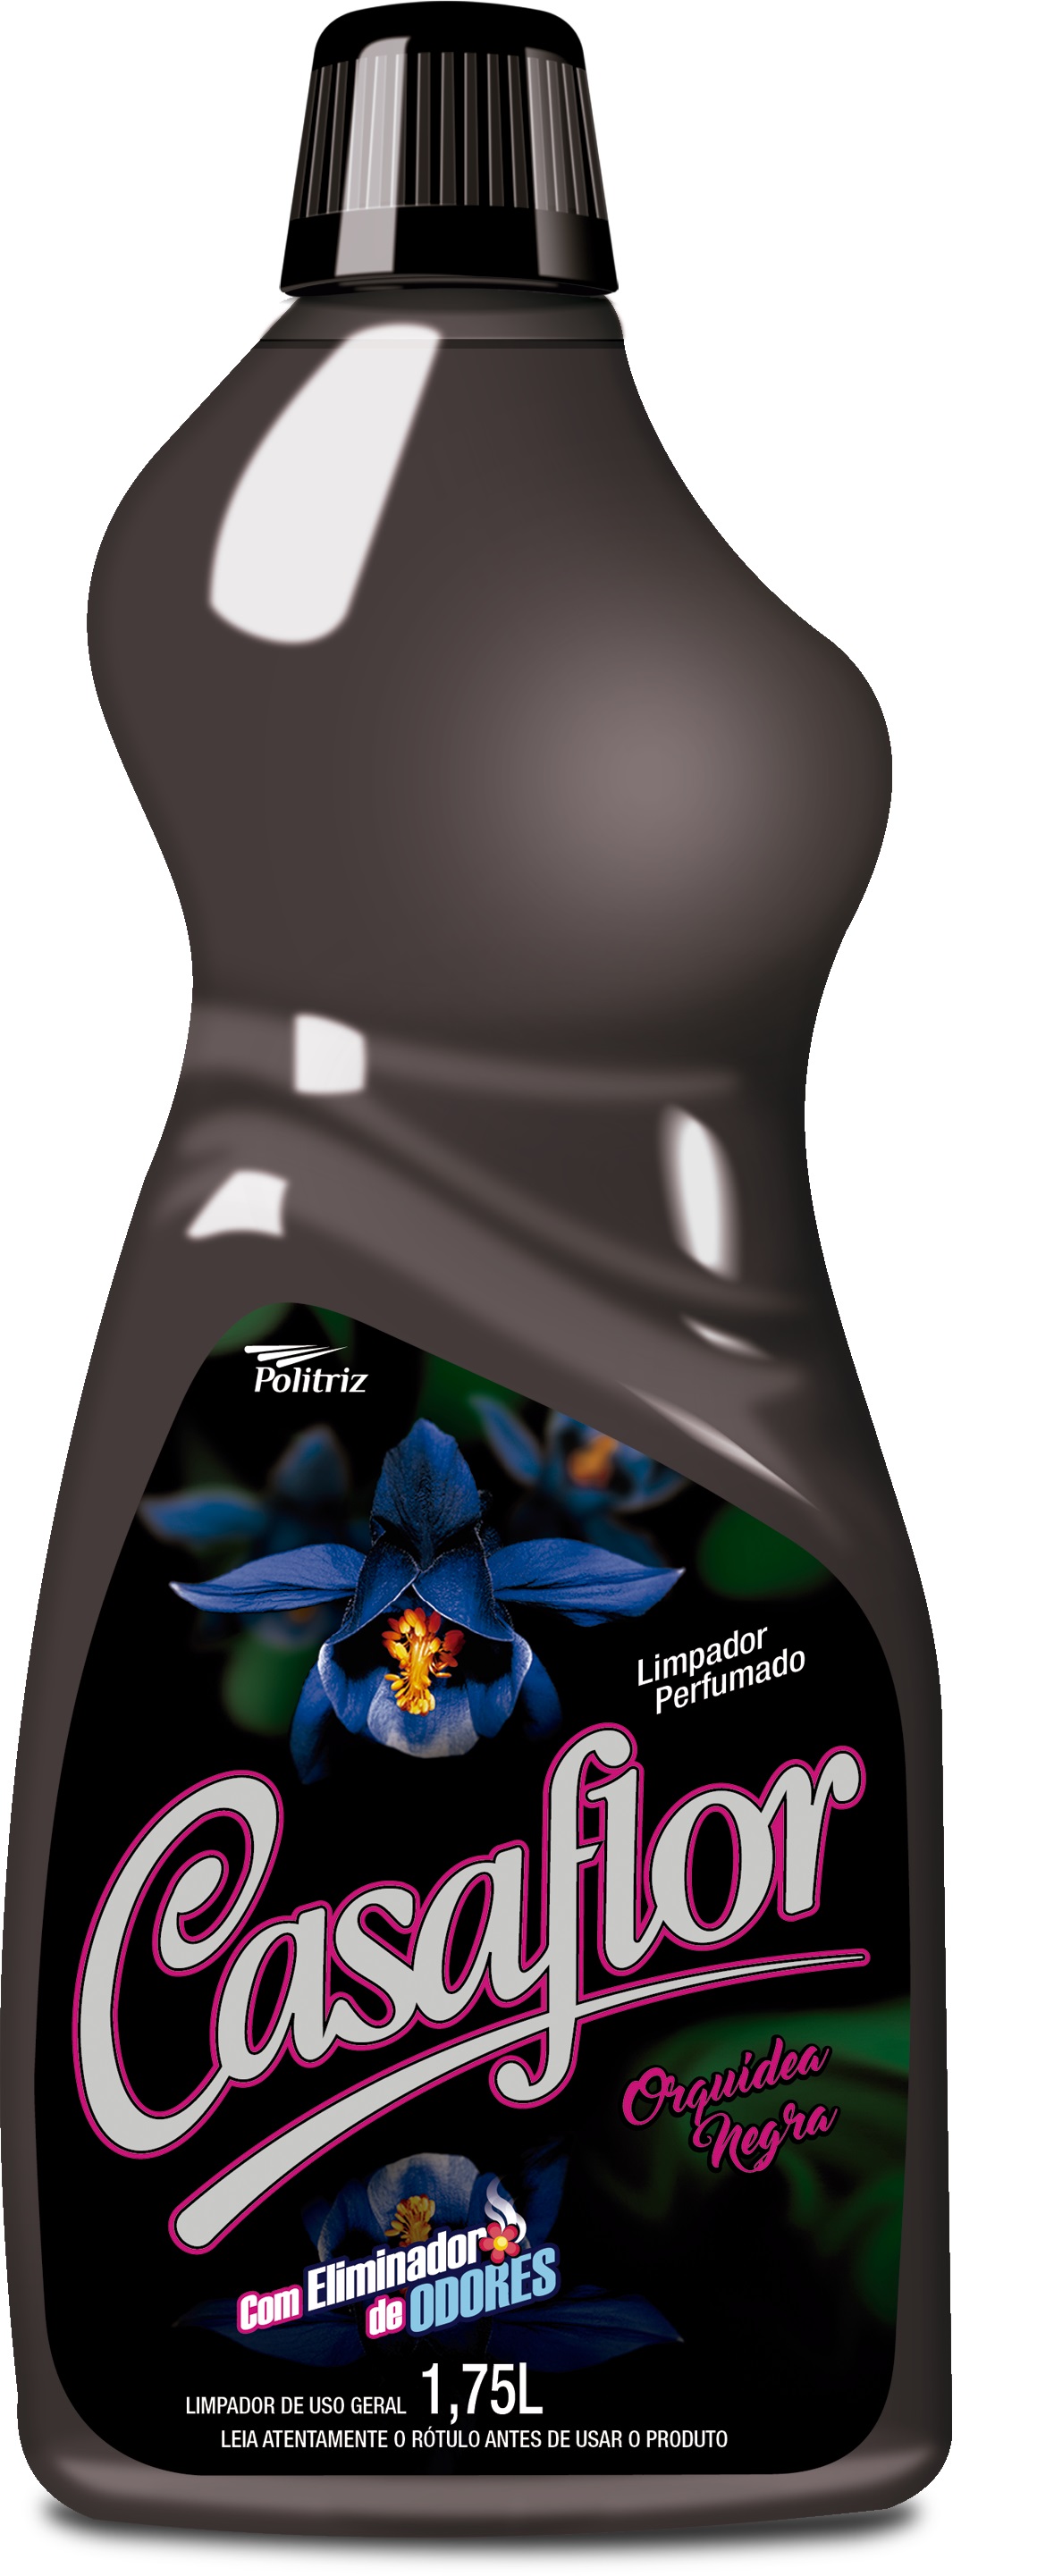 Politriz
Limpador
Perfumado
Casaflor
Orquídea
Negra
Com Eliminador
de ODORES
LIMPADOR DE USO GERAL 1,75L
LEIA ATENTAMENTE O RÓTULO ANTES DE USAR O PRODUTO